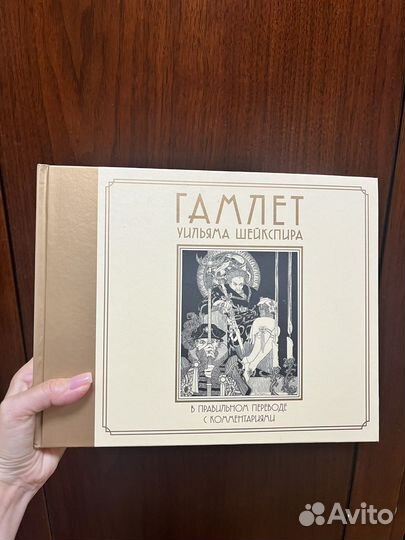 ГАМЛЕТ
УИЛЬЯМА ШЕЙКСПИРА
В ПРАВИЛЬНОМ ПЕРЕВОДЕ
С КОММЕНТАРИЯМИ
Avito